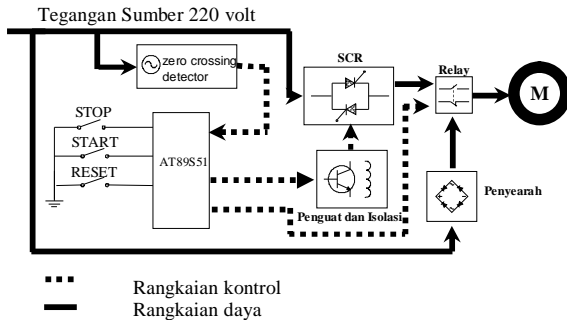 Tegangan Sumber 220 volt
zero crossing
detector
SCR
Relay
M
STOP
START
RESET
AT89S51
Penguat dan Isolasi
Penyearah
Rangkaian kontrol
Rangkaian daya